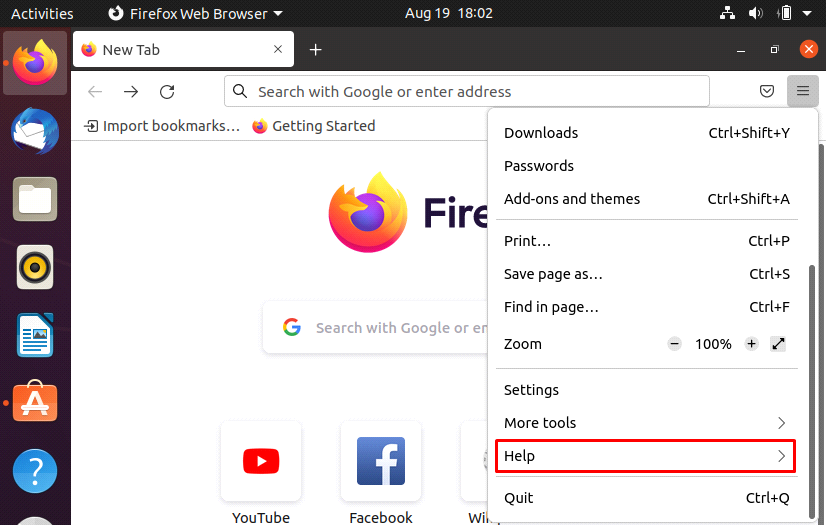 Activities Firefox Web Browser Aug 19 18:02
New Tab
Search with Google or enter address
Import bookmarks… Getting Started
Downloads Ctrl+Shift+Y
Passwords
Add-ons and themes Ctrl+Shift+A
Print… Ctrl+P
Save page as… Ctrl+S
Find in page… Ctrl+F
Zoom 100%
Settings
More tools
Help
Quit Ctrl+Q
Fire
Search with Google or en
YouTube Facebook Wik